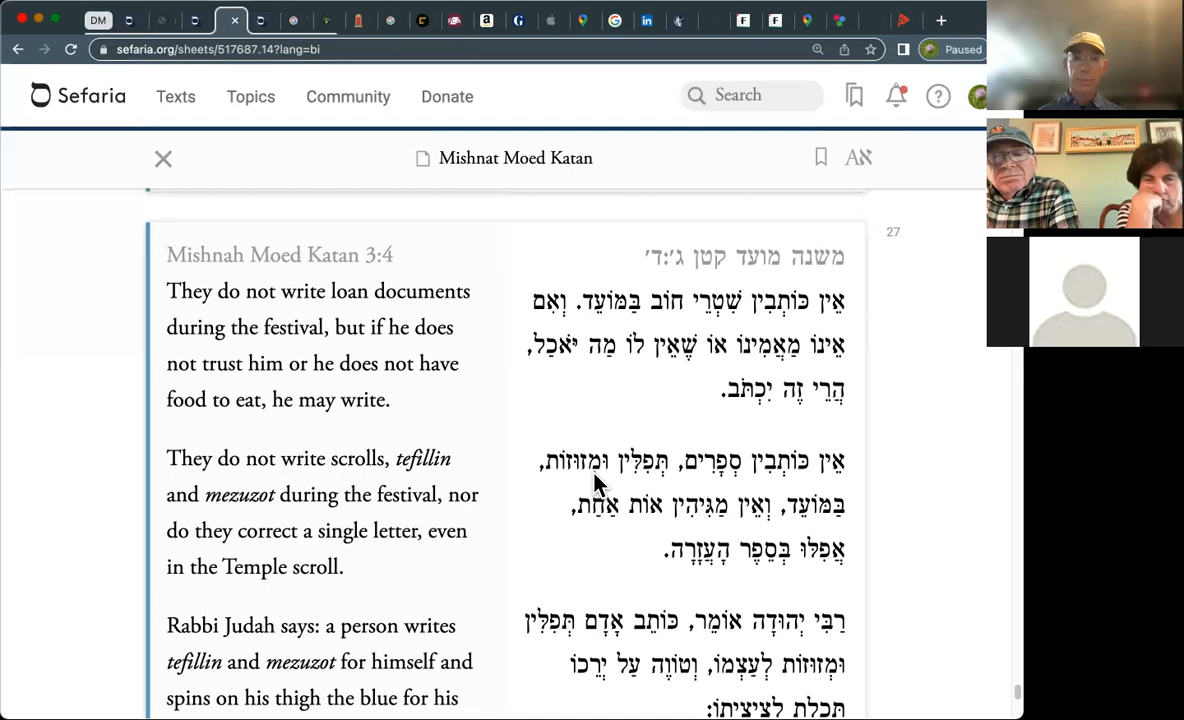 DM
sefaria.org/sheets/517687.14?lang=bi
Paused
Sefaria
Texts
Topics
Community
Donate
Search
Mishnat Moed Katan
Mishnah Moed Katan 3:4
They do not write loan documents
during the festival, but if he does
not trust him or he does not have
food to eat, he may write.
They do not write scrolls, tefillin
and mezuzot during the festival, nor
do they correct a single letter, even
in the Temple scroll.
Rabbi Judah says: a person writes
tefillin and mezuzot for himself and
spins on his thigh the blue for his
משנה מועד קטן ג׳:ד׳
אֵין כּוֹתְבִין שִׁטְרֵי חוֹב בַּמּוֹעֵד. וְאִם
אֵינוֹ מַאֲמִינוֹ אוֹ שֶׁאֵין לוֹ מַה יֹּאכַל,
הֲרֵי זֶה יִכְתֹּב.
אֵין כּוֹתְבִין סְפָרִים, תְּפִלִּין וּמְזוּזוֹת,
בַּמּוֹעֵד, וְאֵין מַגִּיהִין אוֹת אַחַת,
אֲפִלּוּ בְּסֵפֶר הָעֲזָרָה.
רַבִּי יְהוּדָה אוֹמֵר, כּוֹתֵב אָדָם תְּפִלִּין
וּמְזוּזוֹת לְעַצְמוֹ, וְטוֹוֶה עַל יְרֵכוֹ
תְּכֵלֶת לְצִיצִיתוֹ:
27